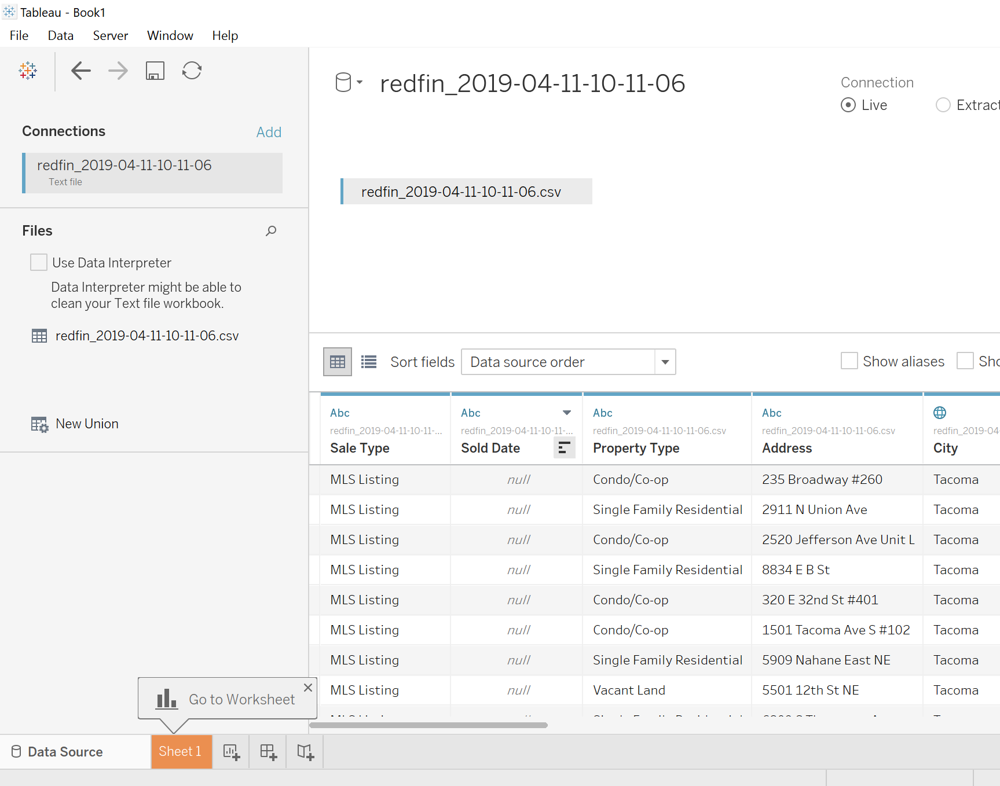 Tableau - Book1
File Data Server Window Help
redfin_2019-04-11-10-11-06
Connection
Live Extract
Connections Add
redfin_2019-04-11-10-11-06
Text file
redfin_2019-04-11-10-11-06.csv
Files
Use Data Interpreter
Data Interpreter might be able to
clean your Text file workbook.
redfin_2019-04-11-10-11-06.csv
New Union
Sort fields Data source order Show aliases
Abc Abc Abc Abc
redfin_2019-04-11-10-11-... redfin_2019-04-11-10-11-... redfin_2019-04-11-10-11-06.csv redfin_2019-04-11-10-11-06.csv redfin_2019-04-
Sale Type Sold Date Property Type Address City
MLS Listing null Condo/Co-op 235 Broadway #260 Tacoma
MLS Listing null Single Family Residential 2911 N Union Ave Tacoma
MLS Listing null Condo/Co-op 2520 Jefferson Ave Unit L Tacoma
MLS Listing null Single Family Residential 8834 E B St Tacoma
MLS Listing null Condo/Co-op 320 E 32nd St #401 Tacoma
MLS Listing null Condo/Co-op 1501 Tacoma Ave S #102 Tacoma
MLS Listing null Single Family Residential 5909 Nahane East NE Tacoma
MLS Listing null Vacant Land 5501 12th St NE Tacoma
Go to Worksheet
Data Source Sheet 1